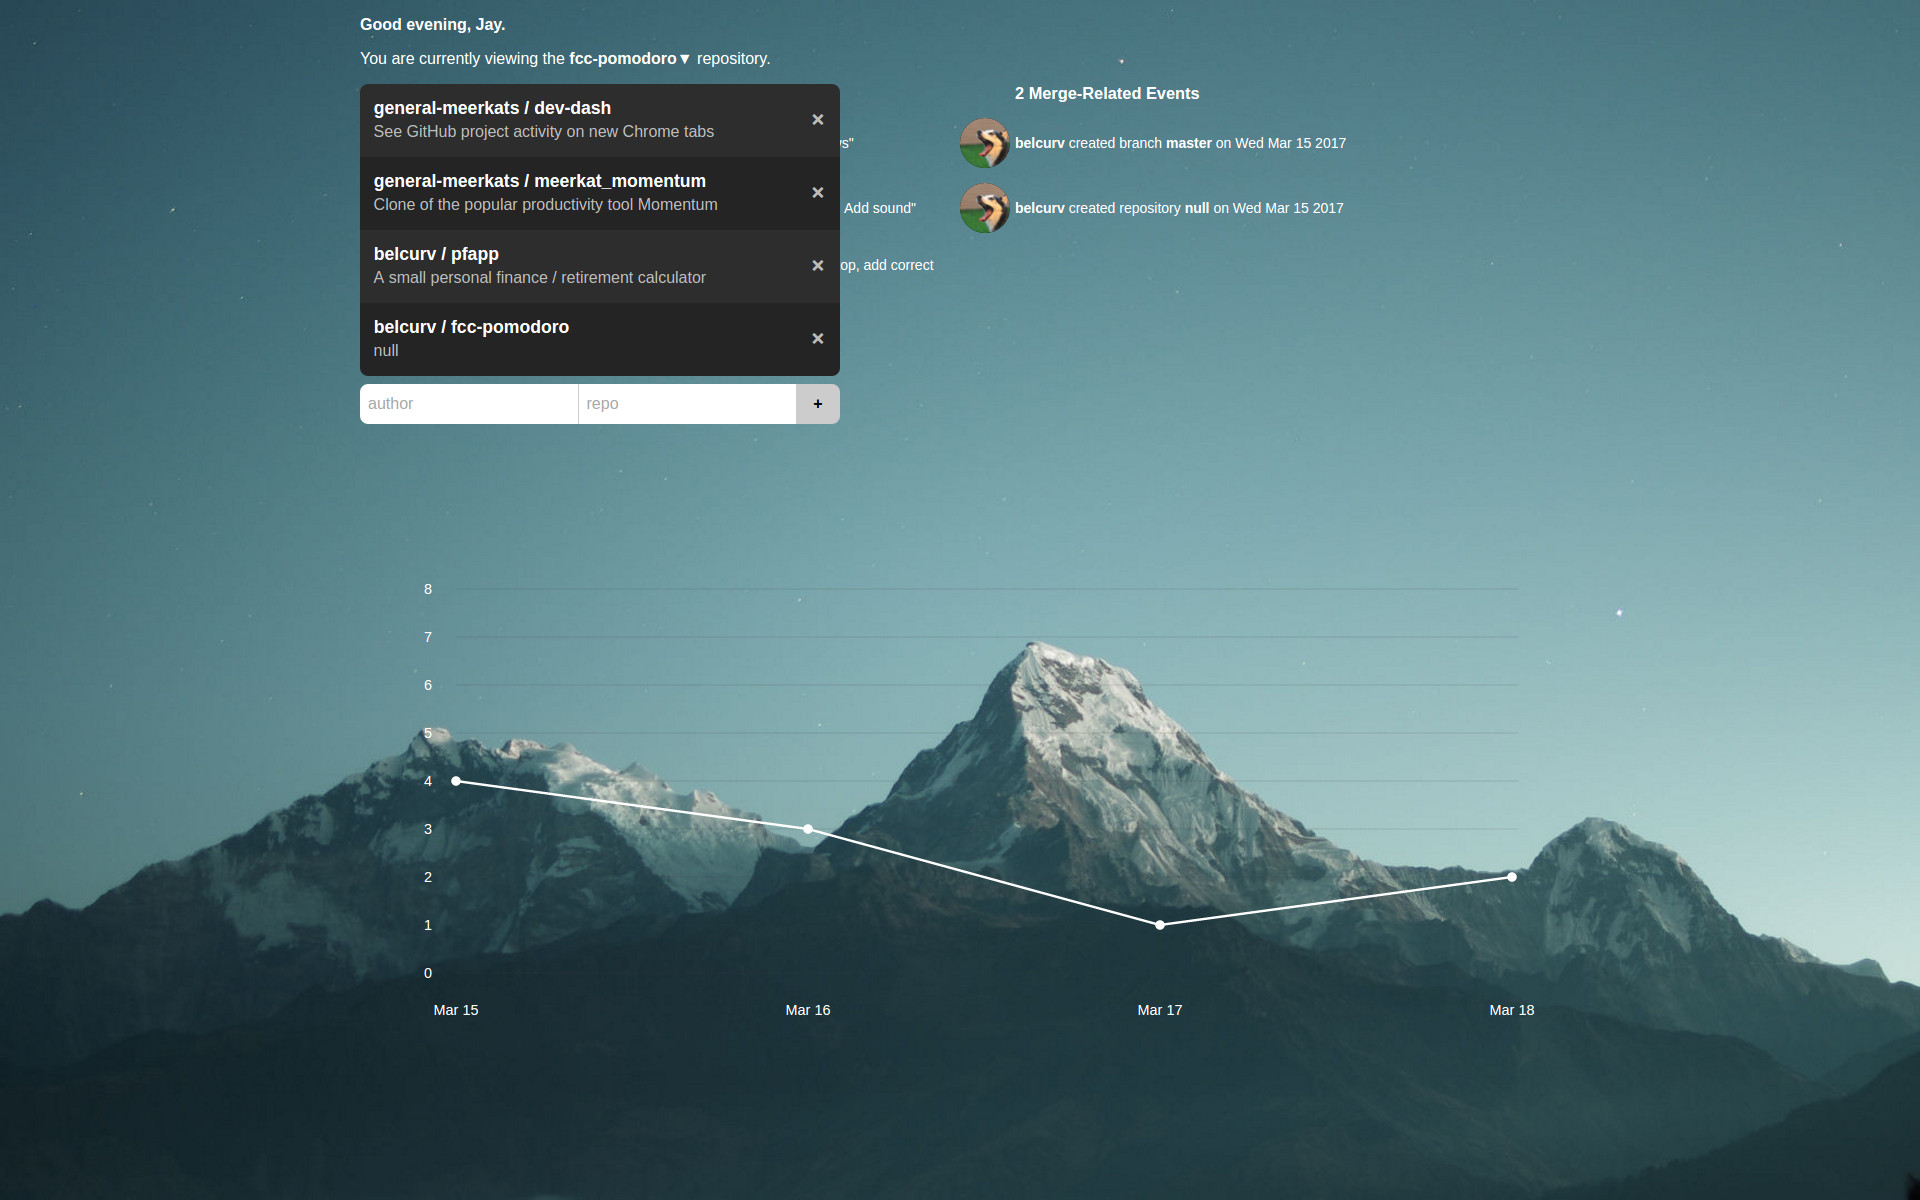 Good evening, Jay.
You are currently viewing the fcc-pomodoro▼ repository.
general-meerkats / dev-dash
See GitHub project activity on new Chrome tabs
×
general-meerkats / meerkat_momentum
Clone of the popular productivity tool Momentum
×
belcurv / pfapp
A small personal finance / retirement calculator
×
belcurv / fcc-pomodoro
null
×
author
repo
+
Add sound"
add correct
2 Merge-Related Events
belcurv created branch master on Wed Mar 15 2017
belcurv created repository null on Wed Mar 15 2017
8
7
6
5
4
3
2
1
0
Mar 15 Mar 16 Mar 17 Mar 18